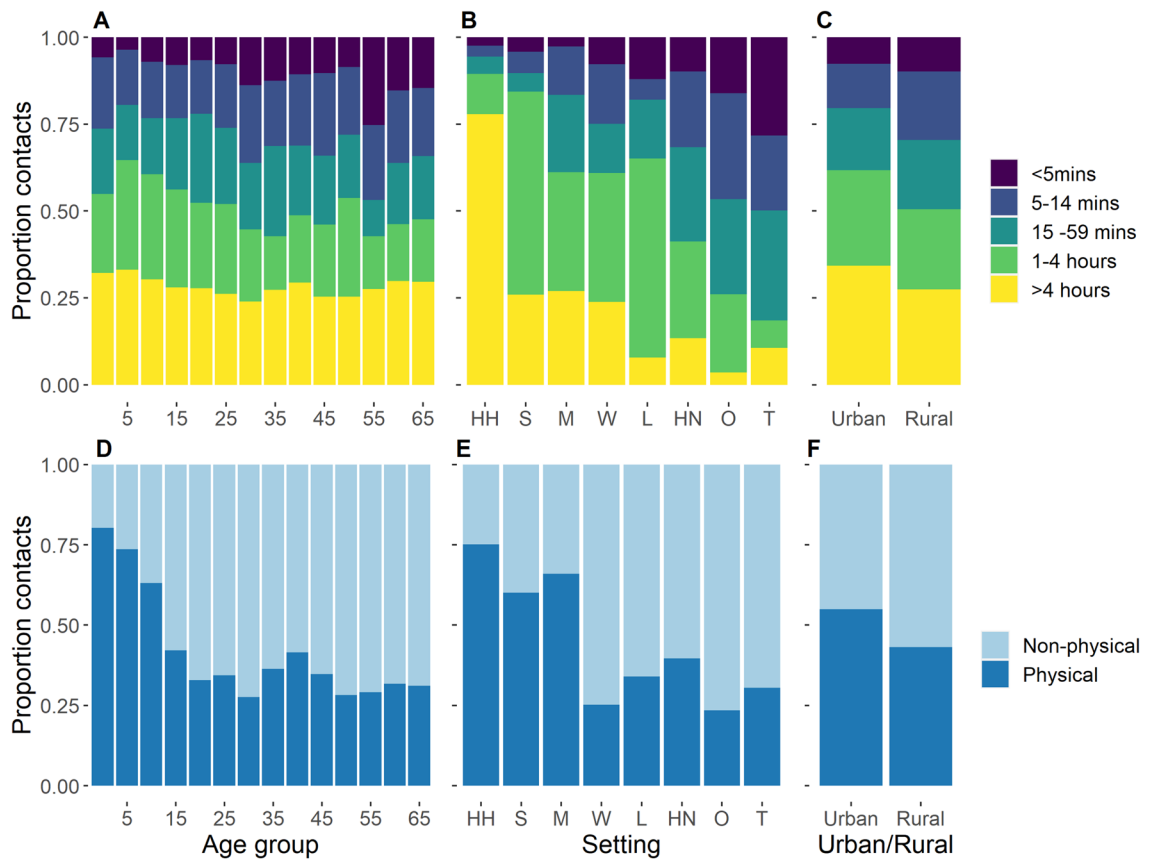 A
B
C
Proportion contacts
1.00
0.75
0.50
0.25
0.00
5 15 25 35 45 55 65
HH S M W L HN O T
Urban Rural
<5mins
5-14 mins
15 -59 mins
1-4 hours
>4 hours
D
E
F
Proportion contacts
1.00
0.75
0.50
0.25
0.00
5 15 25 35 45 55 65
HH S M W L HN O T
Urban Rural
Age group
Setting
Urban/Rural
Non-physical
Physical